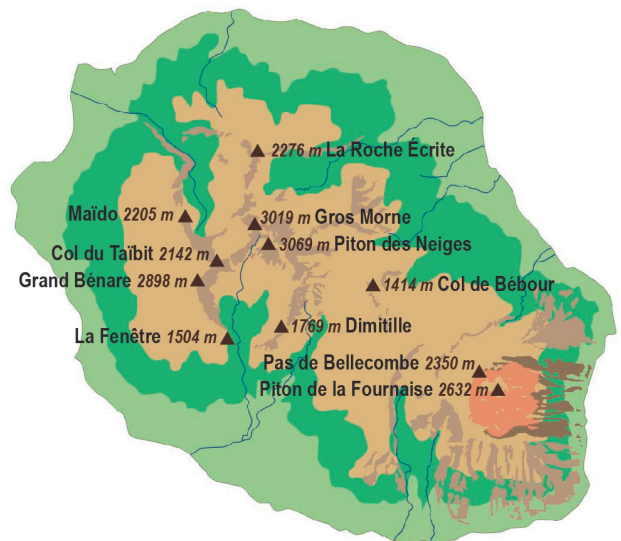 2276 m La Roche Écrite
Maïdo 2205 m
3019 m Gros Morne
3069 m Piton des Neiges
Col du Taïbit 2142 m
Grand Bénare 2898 m
1414 m Col de Bébour
La Fenêtre 1504 m
1769 m Dimitille
Pas de Bellecombe 2350 m
Piton de la Fournaise 2632 m